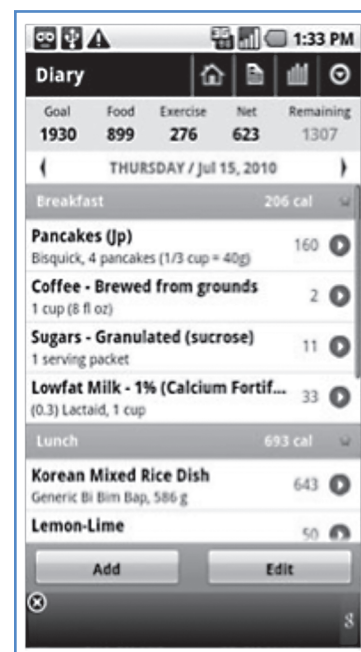 3G 1:33 PM
Diary
Goal Food Exercise Net Remaining
1930 899 276 623 1307
THURSDAY / Jul 15, 2010
Breakfast 206 cal
Pancakes (Jp) 160
Bisquick, 4 pancakes (1/3 cup = 40g)
Coffee - Brewed from grounds 2
1 cup (8 fl oz)
Sugars - Granulated (sucrose) 11
1 serving packet
Lowfat Milk - 1% (Calcium Fortif... 33
(0.3) Lactaid, 1 cup
Lunch 693 cal
Korean Mixed Rice Dish 643
Generic Bi Bim Bap, 586 g
Lemon-Lime 50
Add Edit